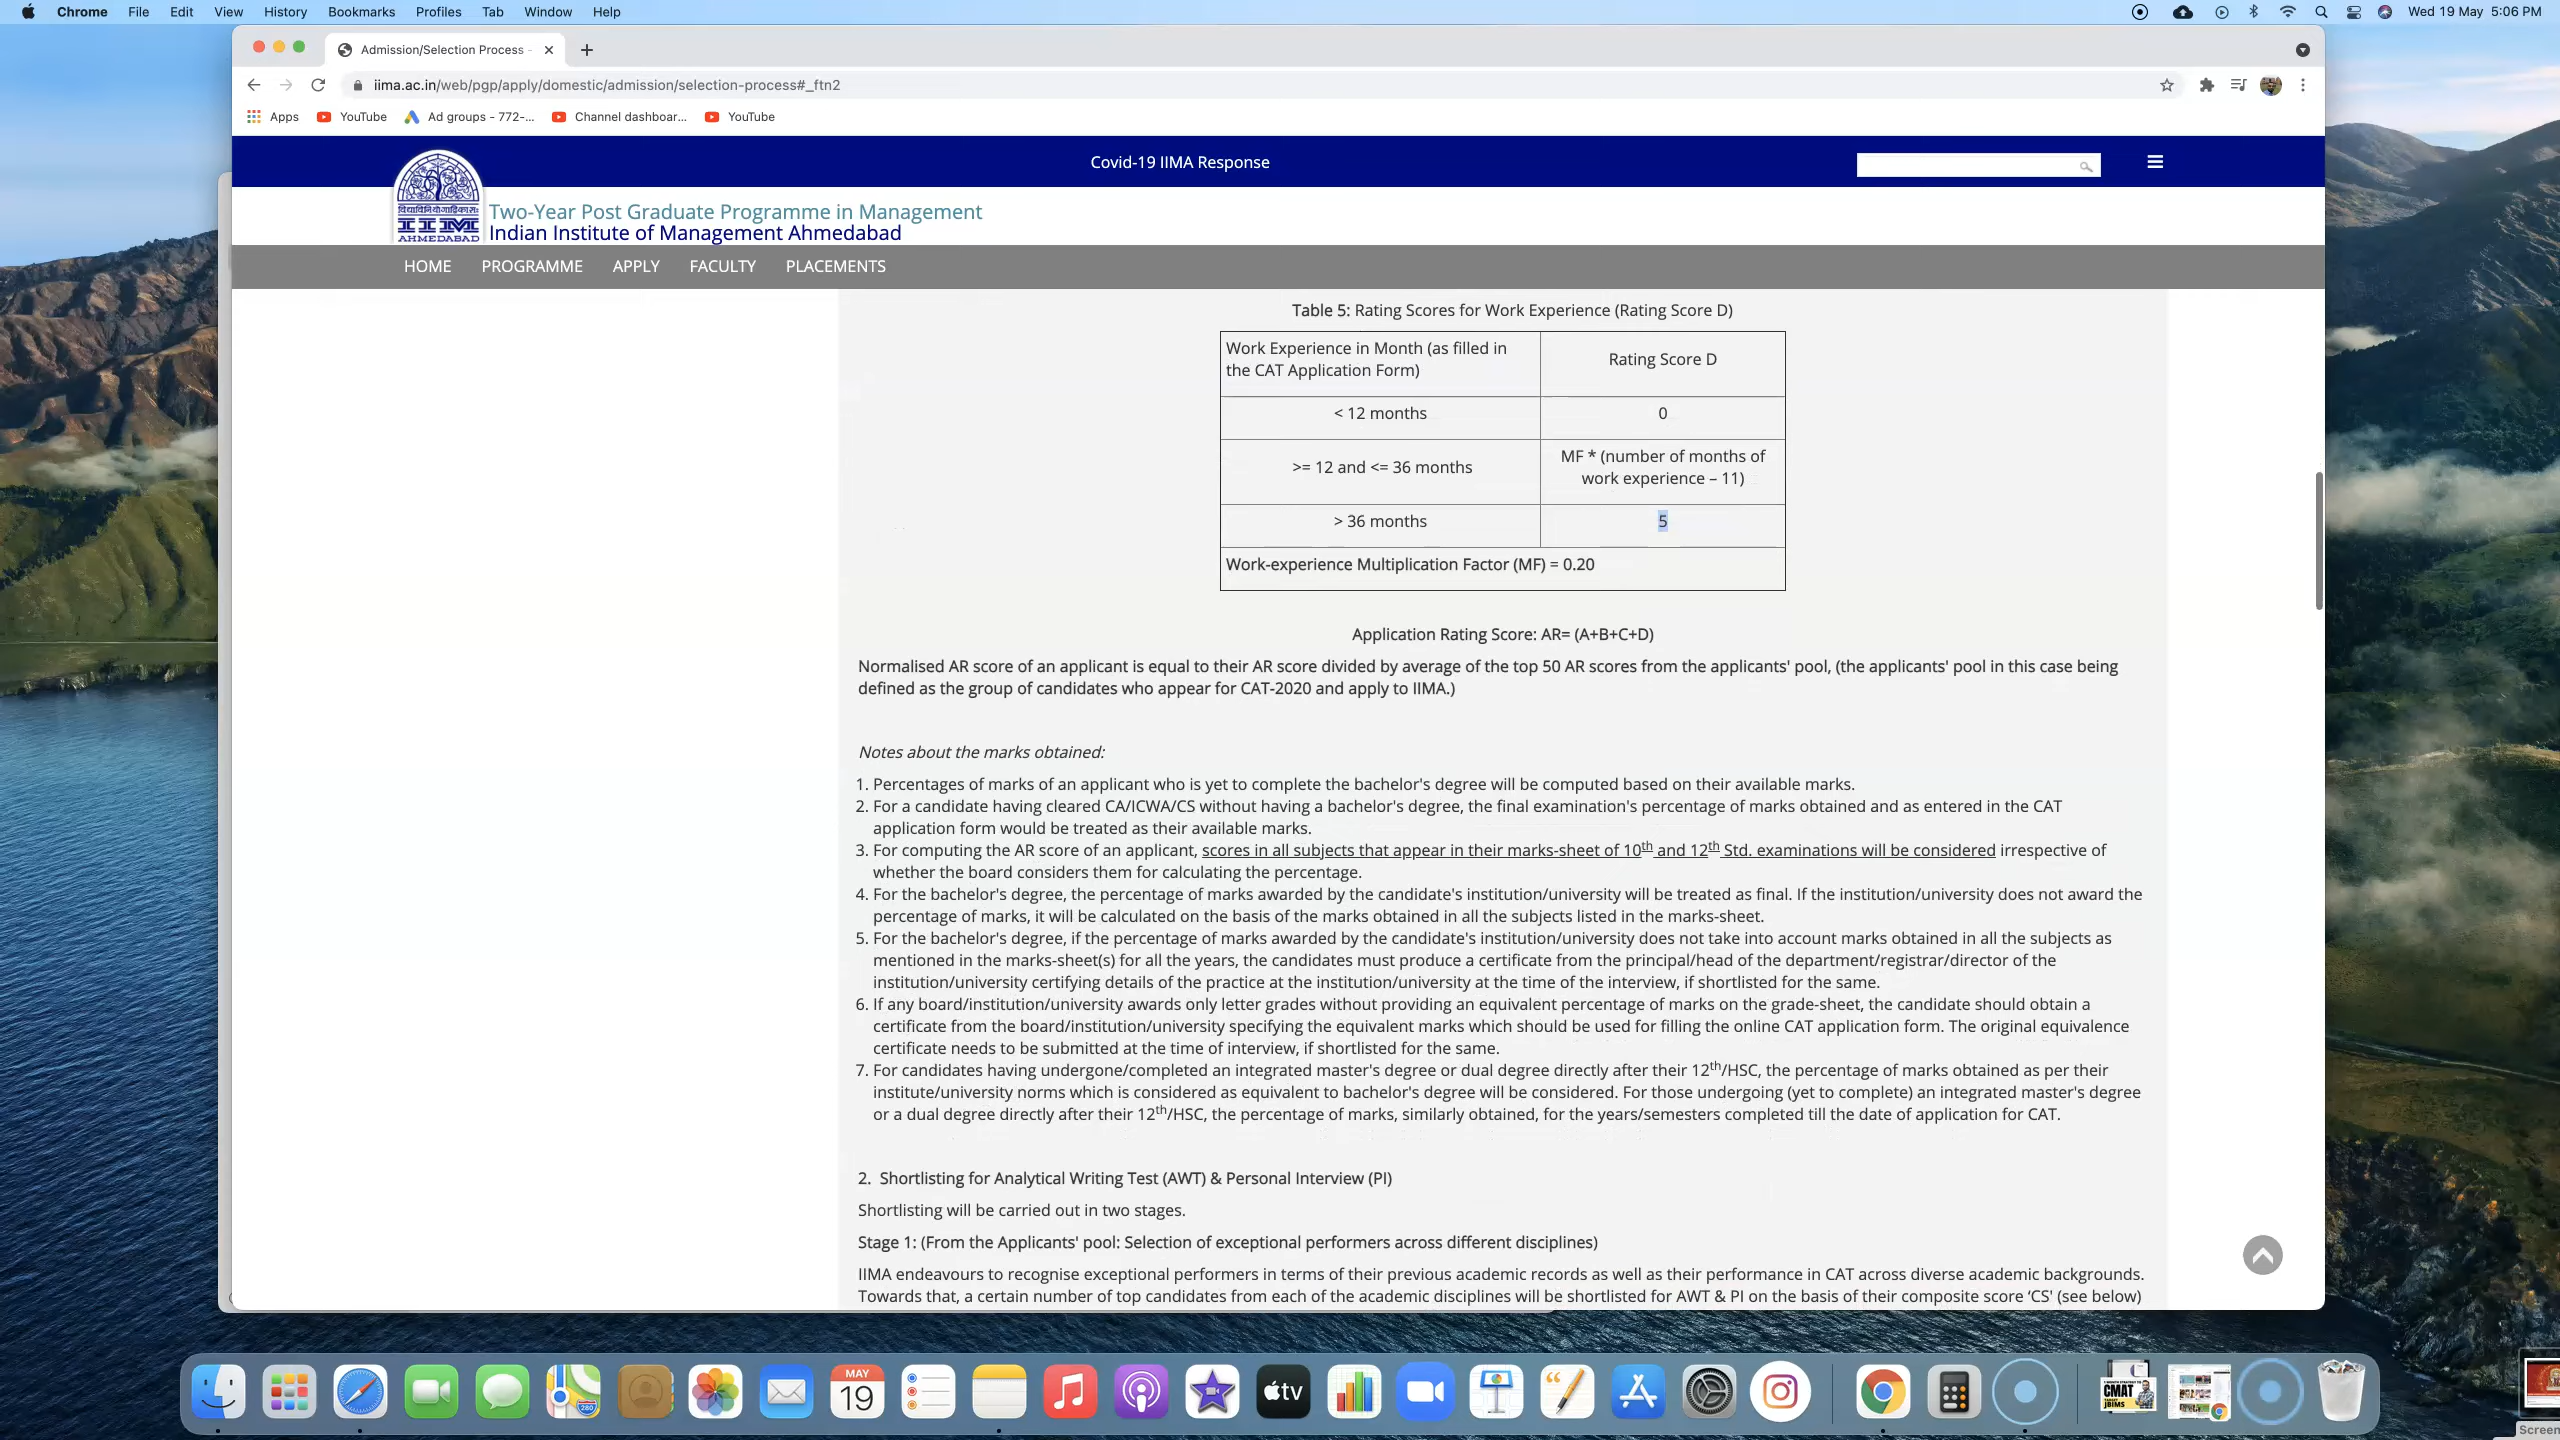 Chrome File Edit View History Bookmarks Profiles Tab Window Help Wed 19 May 5:06 PM
Admission/Selection Process -
iima.ac.in/web/pgp/apply/domestic/admission/selection-process#_ftn2
Apps YouTube Ad groups - 772-... Channel dashboar... YouTube
Covid-19 IIMA Response
IIM
AHMEDABAD
Two-Year Post Graduate Programme in Management
Indian Institute of Management Ahmedabad
HOME PROGRAMME APPLY FACULTY PLACEMENTS
Table 5: Rating Scores for Work Experience (Rating Score D)
Work Experience in Month (as filled in
the CAT Application Form)
Rating Score D
< 12 months 0
>= 12 and <= 36 months
MF * (number of months of
work experience – 11)
> 36 months 5
Work-experience Multiplication Factor (MF) = 0.20
Application Rating Score: AR= (A+B+C+D)
Normalised AR score of an applicant is equal to their AR score divided by average of the top 50 AR scores from the applicants' pool, (the applicants' pool in this case being
defined as the group of candidates who appear for CAT-2020 and apply to IIMA.)
Notes about the marks obtained:
1. Percentages of marks of an applicant who is yet to complete the bachelor's degree will be computed based on their available marks.
2. For a candidate having cleared CA/ICWA/CS without having a bachelor's degree, the final examination's percentage of marks obtained and as entered in the CAT
application form would be treated as their available marks.
3. For computing the AR score of an applicant, scores in all subjects that appear in their marks-sheet of 10th and 12th Std. examinations will be considered irrespective of
whether the board considers them for calculating the percentage.
4. For the bachelor's degree, the percentage of marks awarded by the candidate's institution/university will be treated as final. If the institution/university does not award the
percentage of marks, it will be calculated on the basis of the marks obtained in all the subjects listed in the marks-sheet.
5. For the bachelor's degree, if the percentage of marks awarded by the candidate's institution/university does not take into account marks obtained in all the subjects as
mentioned in the marks-sheet(s) for all the years, the candidates must produce a certificate from the principal/head of the department/registrar/director of the
institution/university certifying details of the practice at the institution/university at the time of the interview, if shortlisted for the same.
6. If any board/institution/university awards only letter grades without providing an equivalent percentage of marks on the grade-sheet, the candidate should obtain a
certificate from the board/institution/university specifying the equivalent marks which should be used for filling the online CAT application form. The original equivalence
certificate needs to be submitted at the time of interview, if shortlisted for the same.
7. For candidates having undergone/completed an integrated master's degree or dual degree directly after their 12th/HSC, the percentage of marks obtained as per their
institute/university norms which is considered as equivalent to bachelor's degree will be considered. For those undergoing (yet to complete) an integrated master's degree
or a dual degree directly after their 12th/HSC, the percentage of marks, similarly obtained, for the years/semesters completed till the date of application for CAT.
2. Shortlisting for Analytical Writing Test (AWT) & Personal Interview (PI)
Shortlisting will be carried out in two stages.
Stage 1: (From the Applicants' pool: Selection of exceptional performers across different disciplines)
IIMA endeavours to recognise exceptional performers in terms of their previous academic records as well as their performance in CAT across diverse academic backgrounds.
Towards that, a certain number of top candidates from each of the academic disciplines will be shortlisted for AWT & PI on the basis of their composite score ‘CS' (see below)
280
MAY
19
tv
CMAT
JBIMS
Screen